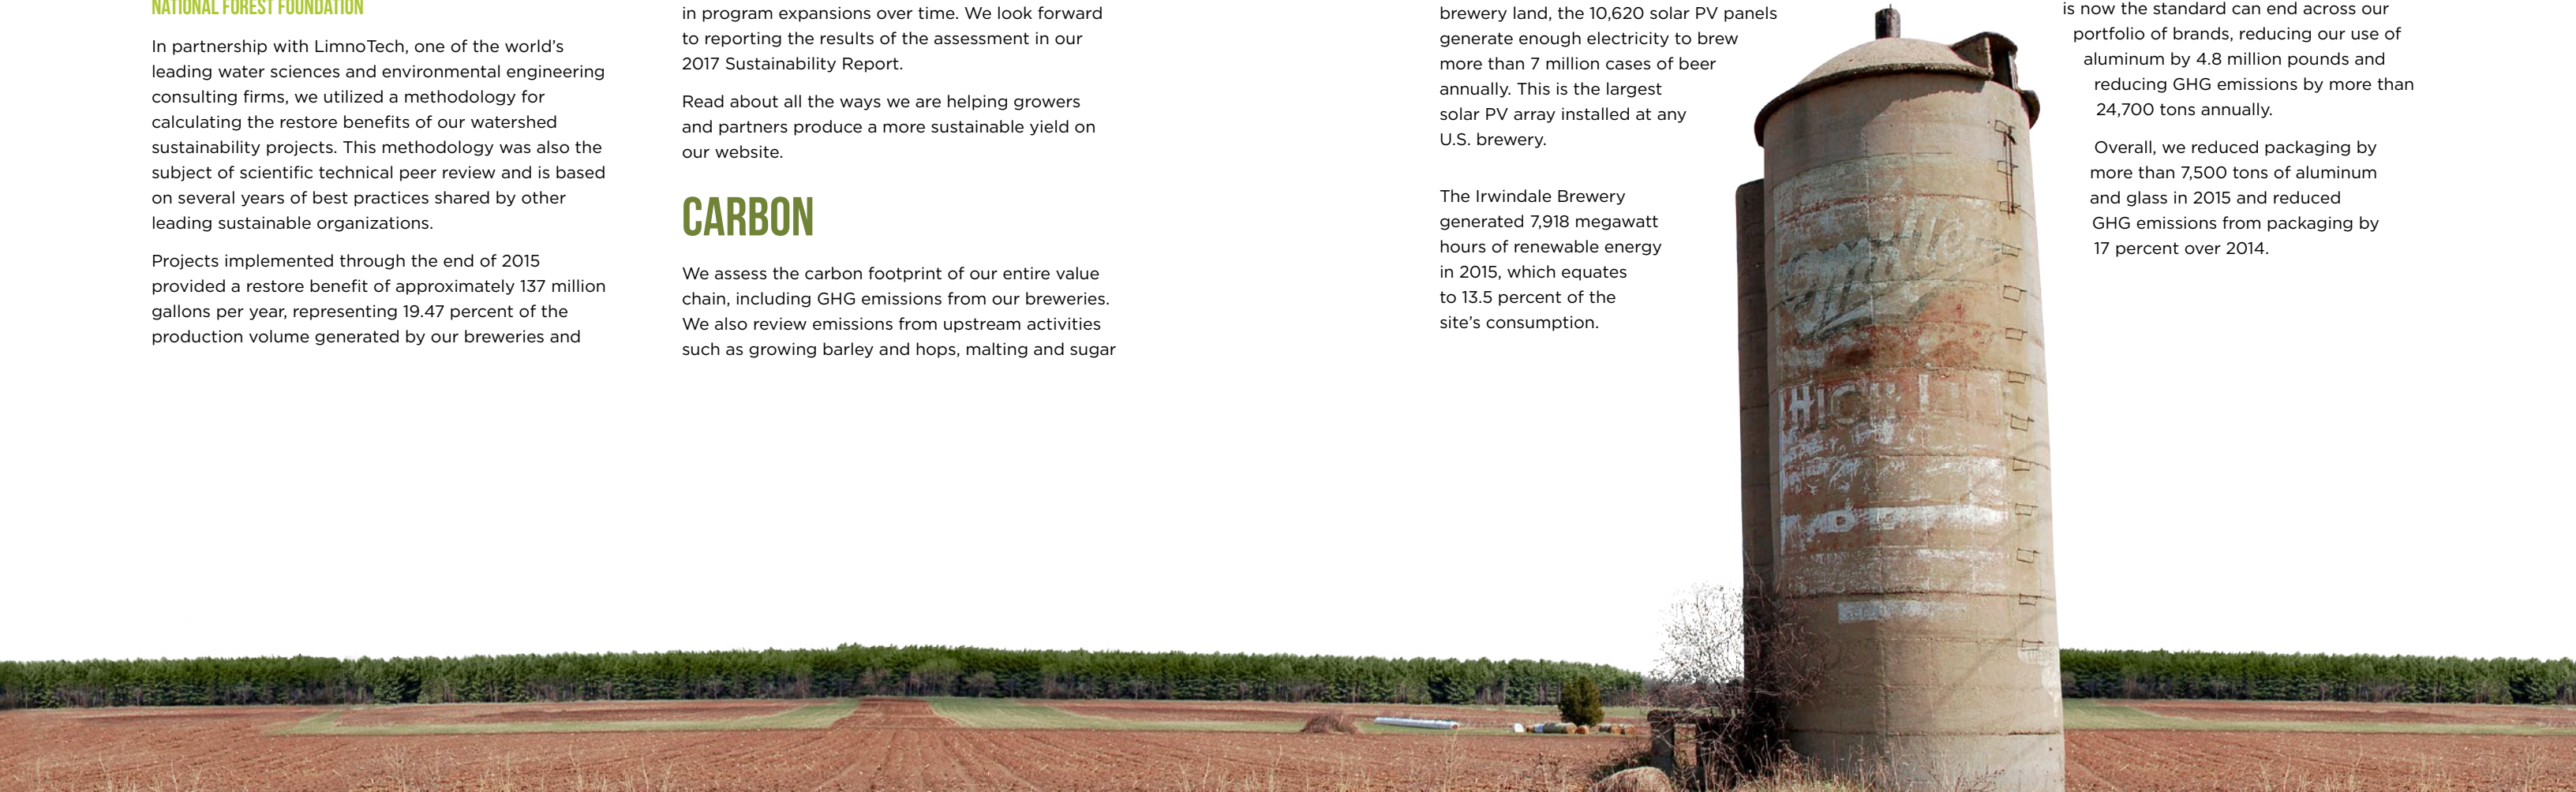 NATIONAL FOREST FOUNDATION
In partnership with LimnoTech, one of the world's
leading water sciences and environmental engineering
consulting firms, we utilized a methodology for
calculating the restore benefits of our watershed
sustainability projects. This methodology was also the
subject of scientific technical peer review and is based
on several years of best practices shared by other
leading sustainable organizations.
Projects implemented through the end of 2015
provided a restore benefit of approximately 137 million
gallons per year, representing 19.47 percent of the
production volume generated by our breweries and
in program expansions over time. We look forward
to reporting the results of the assessment in our
2017 Sustainability Report.
Read about all the ways we are helping growers
and partners produce a more sustainable yield on
our website.
CARBON
We assess the carbon footprint of our entire value
chain, including GHG emissions from our breweries.
We also review emissions from upstream activities
such as growing barley and hops, malting and sugar
brewery land, the 10,620 solar PV panels
generate enough electricity to brew
more than 7 million cases of beer
annually. This is the largest
solar PV array installed at any
U.S. brewery.
The Irwindale Brewery
generated 7,918 megawatt
hours of renewable energy
in 2015, which equates
to 13.5 percent of the
site's consumption.
Miller
HIGH
is now the standard can end across our
portfolio of brands, reducing our use of
aluminum by 4.8 million pounds and
reducing GHG emissions by more than
24,700 tons annually.
Overall, we reduced packaging by
more than 7,500 tons of aluminum
and glass in 2015 and reduced
GHG emissions from packaging by
17 percent over 2014.